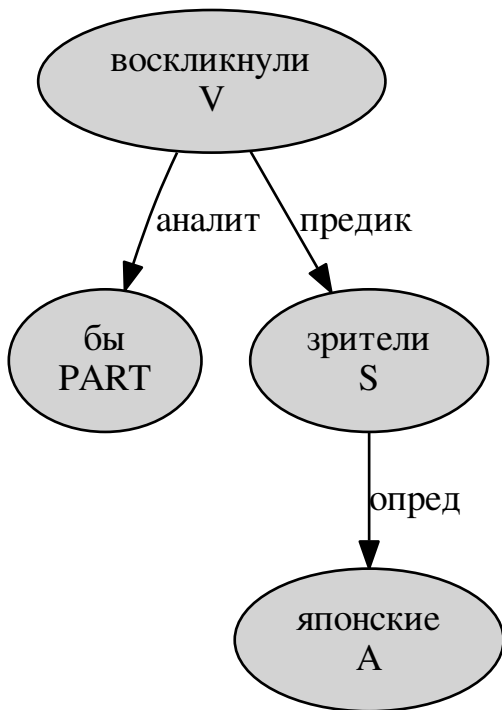 воскликнули
V
аналит
предик
бы
PART
зрители
S
опред
японские
A